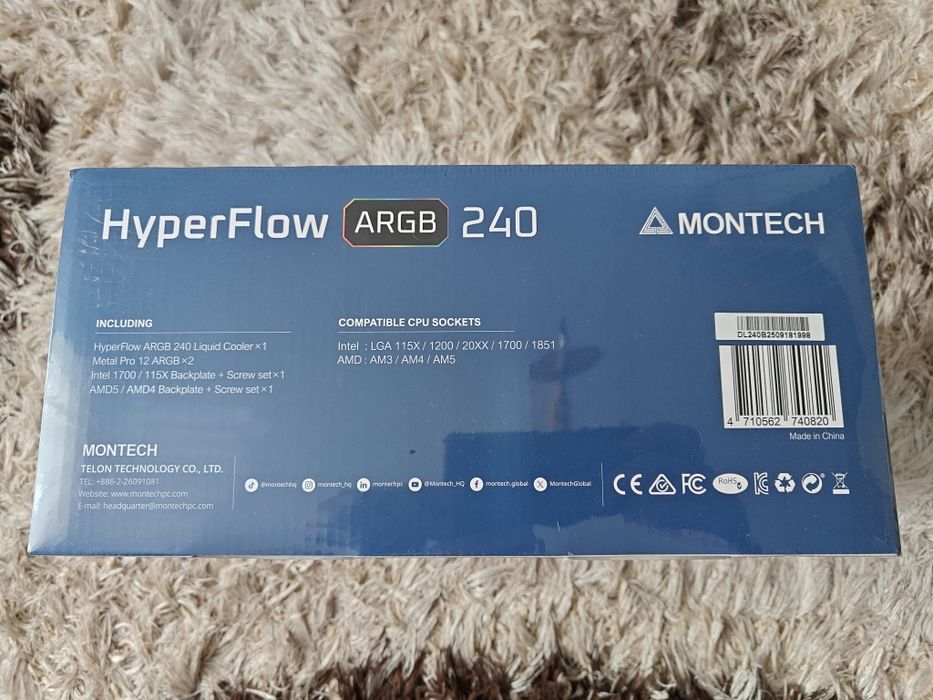 HyperFlow ARGB 240
MONTECH
INCLUDING
HyperFlow ARGB 240 Liquid Cooler×1
Metal Pro 12 ARGB×2
Intel 1700 / 115X Backplate + Screw set×1
AMD5 / AMD4 Backplate + Screw set×1
COMPATIBLE CPU SOCKETS
Intel : LGA 115X / 1200 / 20XX / 1700 / 1851
AMD : AM3 / AM4 / AM5
DL240B2509181998
4 710562 740820
Made in China
MONTECH
TELON TECHNOLOGY CO., LTD.
TEL: +886-2-26091081
Website: www.montechpc.com
E-mail: headquarter@montechpc.com
@montechhq montech_hq montechpc @Montech_HQ montech.global MontechGlobal
CE FC RoHS